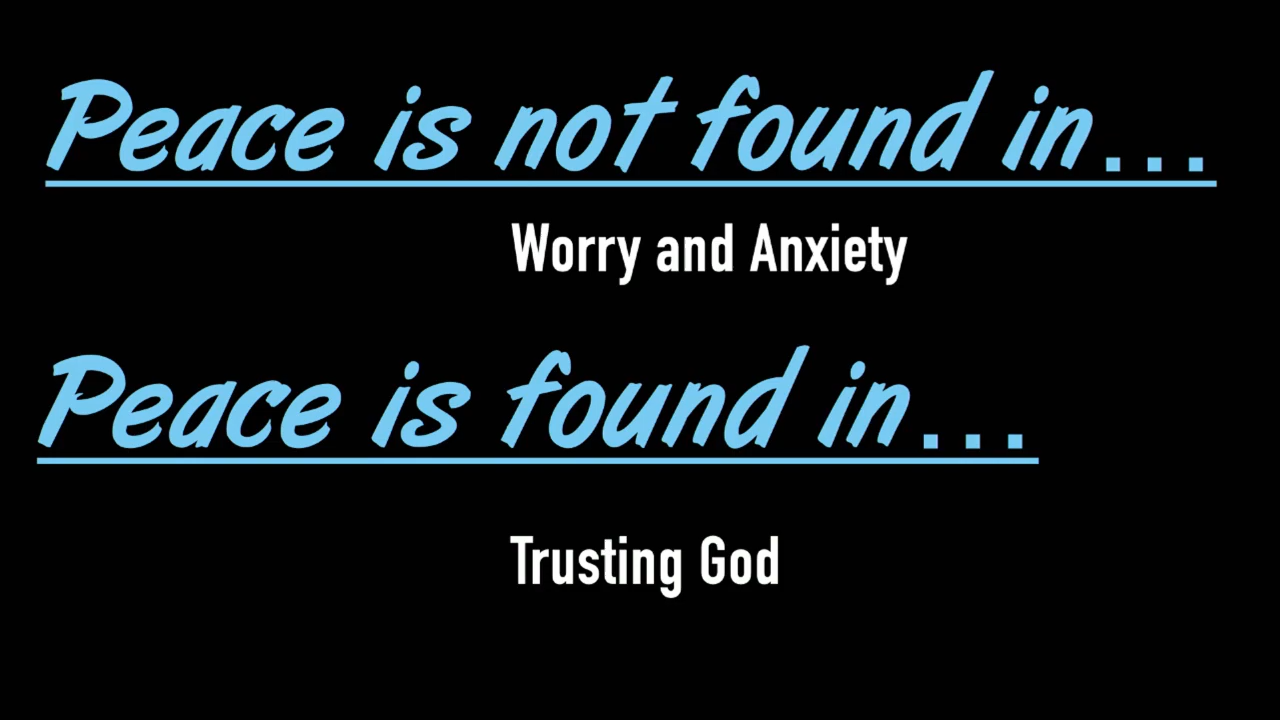 Peace is not found in...
Worry and Anxiety
Peace is found in...
Trusting God